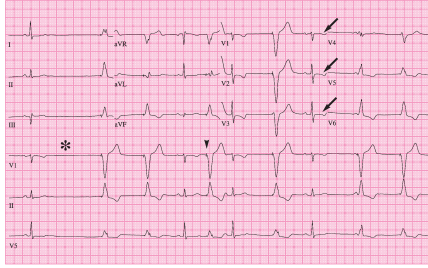 I aVR V1 V4
II aVL V2 V5
III aVF V3 V6
V1 *
II
V5